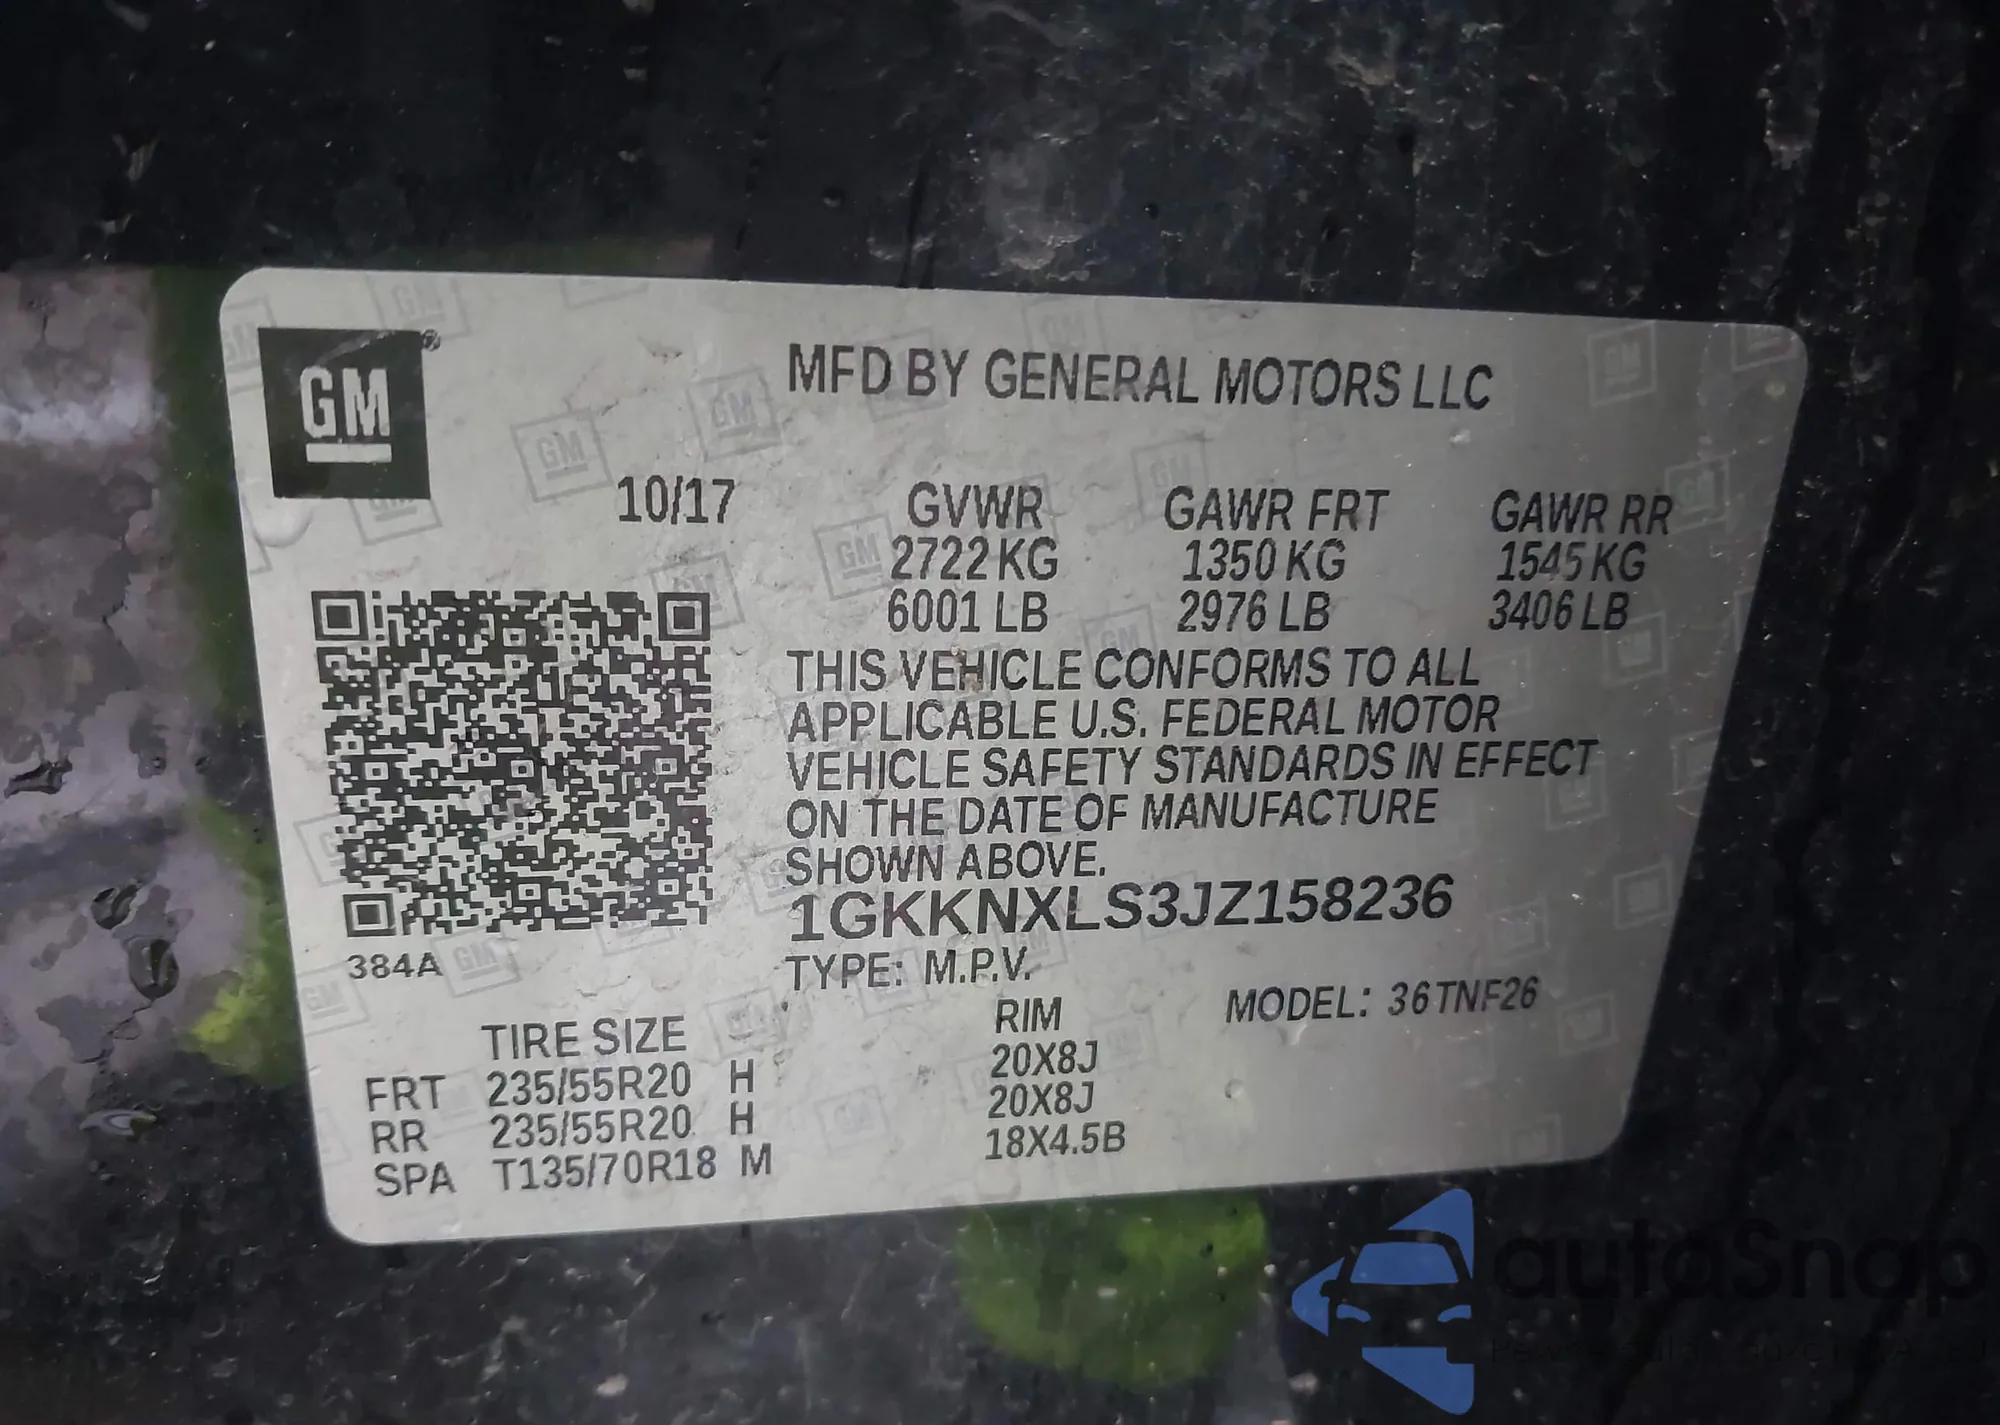 GM®
MFD BY GENERAL MOTORS LLC
10/17 GVWR GAWR FRT GAWR RR
2722 KG 1350 KG 1545 KG
6001 LB 2976 LB 3406 LB
THIS VEHICLE CONFORMS TO ALL
APPLICABLE U.S. FEDERAL MOTOR
VEHICLE SAFETY STANDARDS IN EFFECT
ON THE DATE OF MANUFACTURE
SHOWN ABOVE.
1GKKNXLS3JZ158236
384A
TYPE: M.P.V. MODEL: 36TNF26
TIRE SIZE RIM
FRT 235/55R20 H 20X8J
RR 235/55R20 H 20X8J
SPA T135/70R18 M 18X4.5B
autoSnap